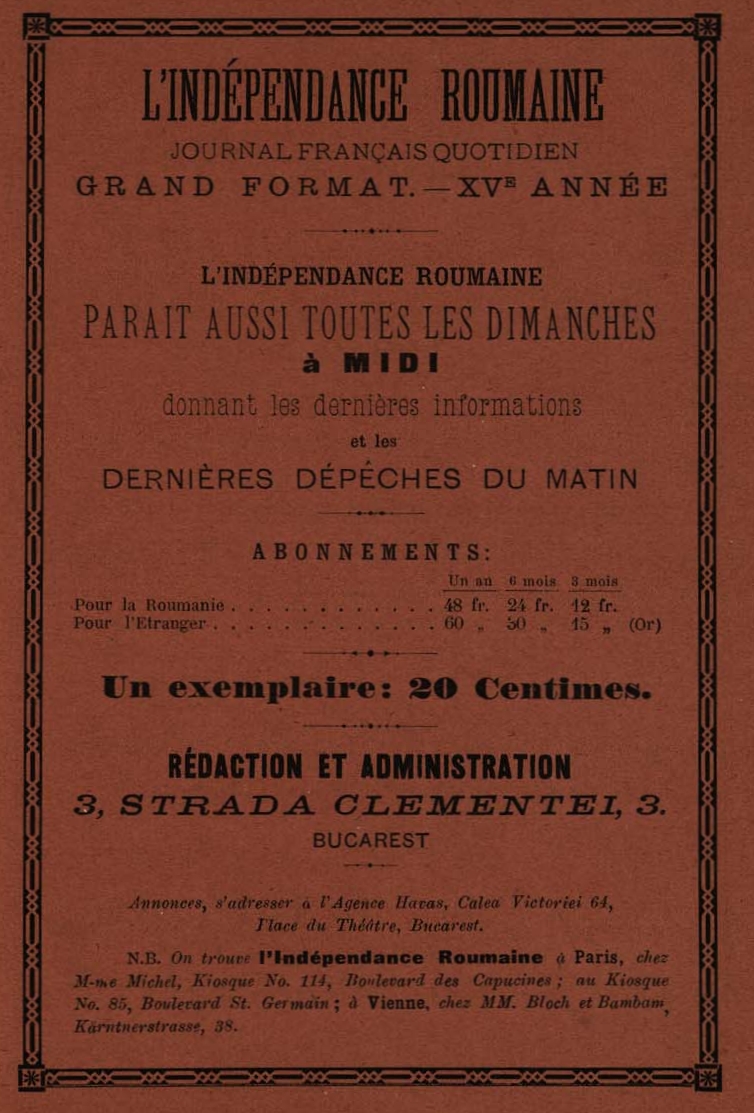 L'INDÉPENDANCE ROUMAINE
JOURNAL FRANÇAIS QUOTIDIEN
GRAND FORMAT. — XVE ANNÉE
L'INDÉPENDANCE ROUMAINE
PARAIT AUSSI TOUTES LES DIMANCHES
à MIDI
donnant les dernières informations
et les
DERNIÈRES DÉPÊCHES DU MATIN
ABONNEMENTS:
Un an 6 mois 3 mois
Pour la Roumanie . . . . . . . . . . . . 48 fr. 24 fr. 12 fr.
Pour l'Etranger . . . . . . . . . . . . . 60 „ 30 „ 15 „ (Or)
Un exemplaire: 20 Centimes.
RÉDACTION ET ADMINISTRATION
3, STRADA CLEMENTEI, 3.
BUCAREST
Annonces, s'adresser à l'Agence Havas, Calea Victoriei 64,
Place du Théâtre, Bucarest.
N.B. On trouve l'Indépendance Roumaine à Paris, chez
M-me Michel, Kiosque No. 114, Boulevard des Capucines ; au Kiosque
No. 85, Boulevard St. Germain ; à Vienne, chez MM. Bloch et Bambam,
Kärntnerstrasse, 38.